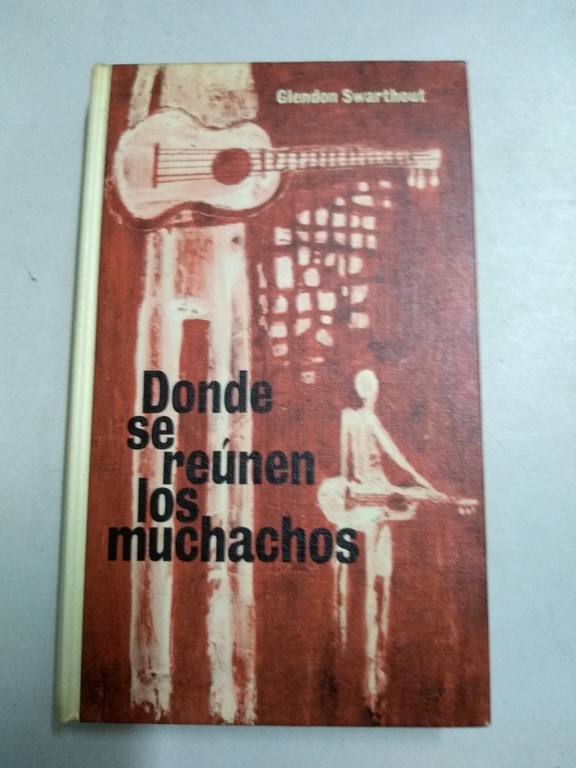 Glendon Swarthout
Donde
se
reúnen
los
muchachos